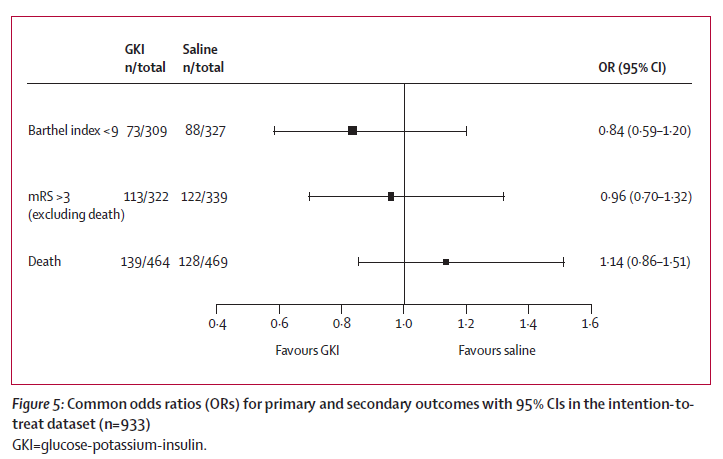 GKI Saline
n/total n/total OR (95% CI)
Barthel index <9 73/309 88/327 0·84 (0·59–1·20)
mRS >3 113/322 122/339 0·96 (0·70–1·32)
(excluding death)
Death 139/464 128/469 1·14 (0·86–1·51)
0·4 0·6 0·8 1·0 1·2 1·4 1·6
Favours GKI Favours saline
Figure 5: Common odds ratios (ORs) for primary and secondary outcomes with 95% CIs in the intention-to-
treat dataset (n=933)
GKI=glucose-potassium-insulin.